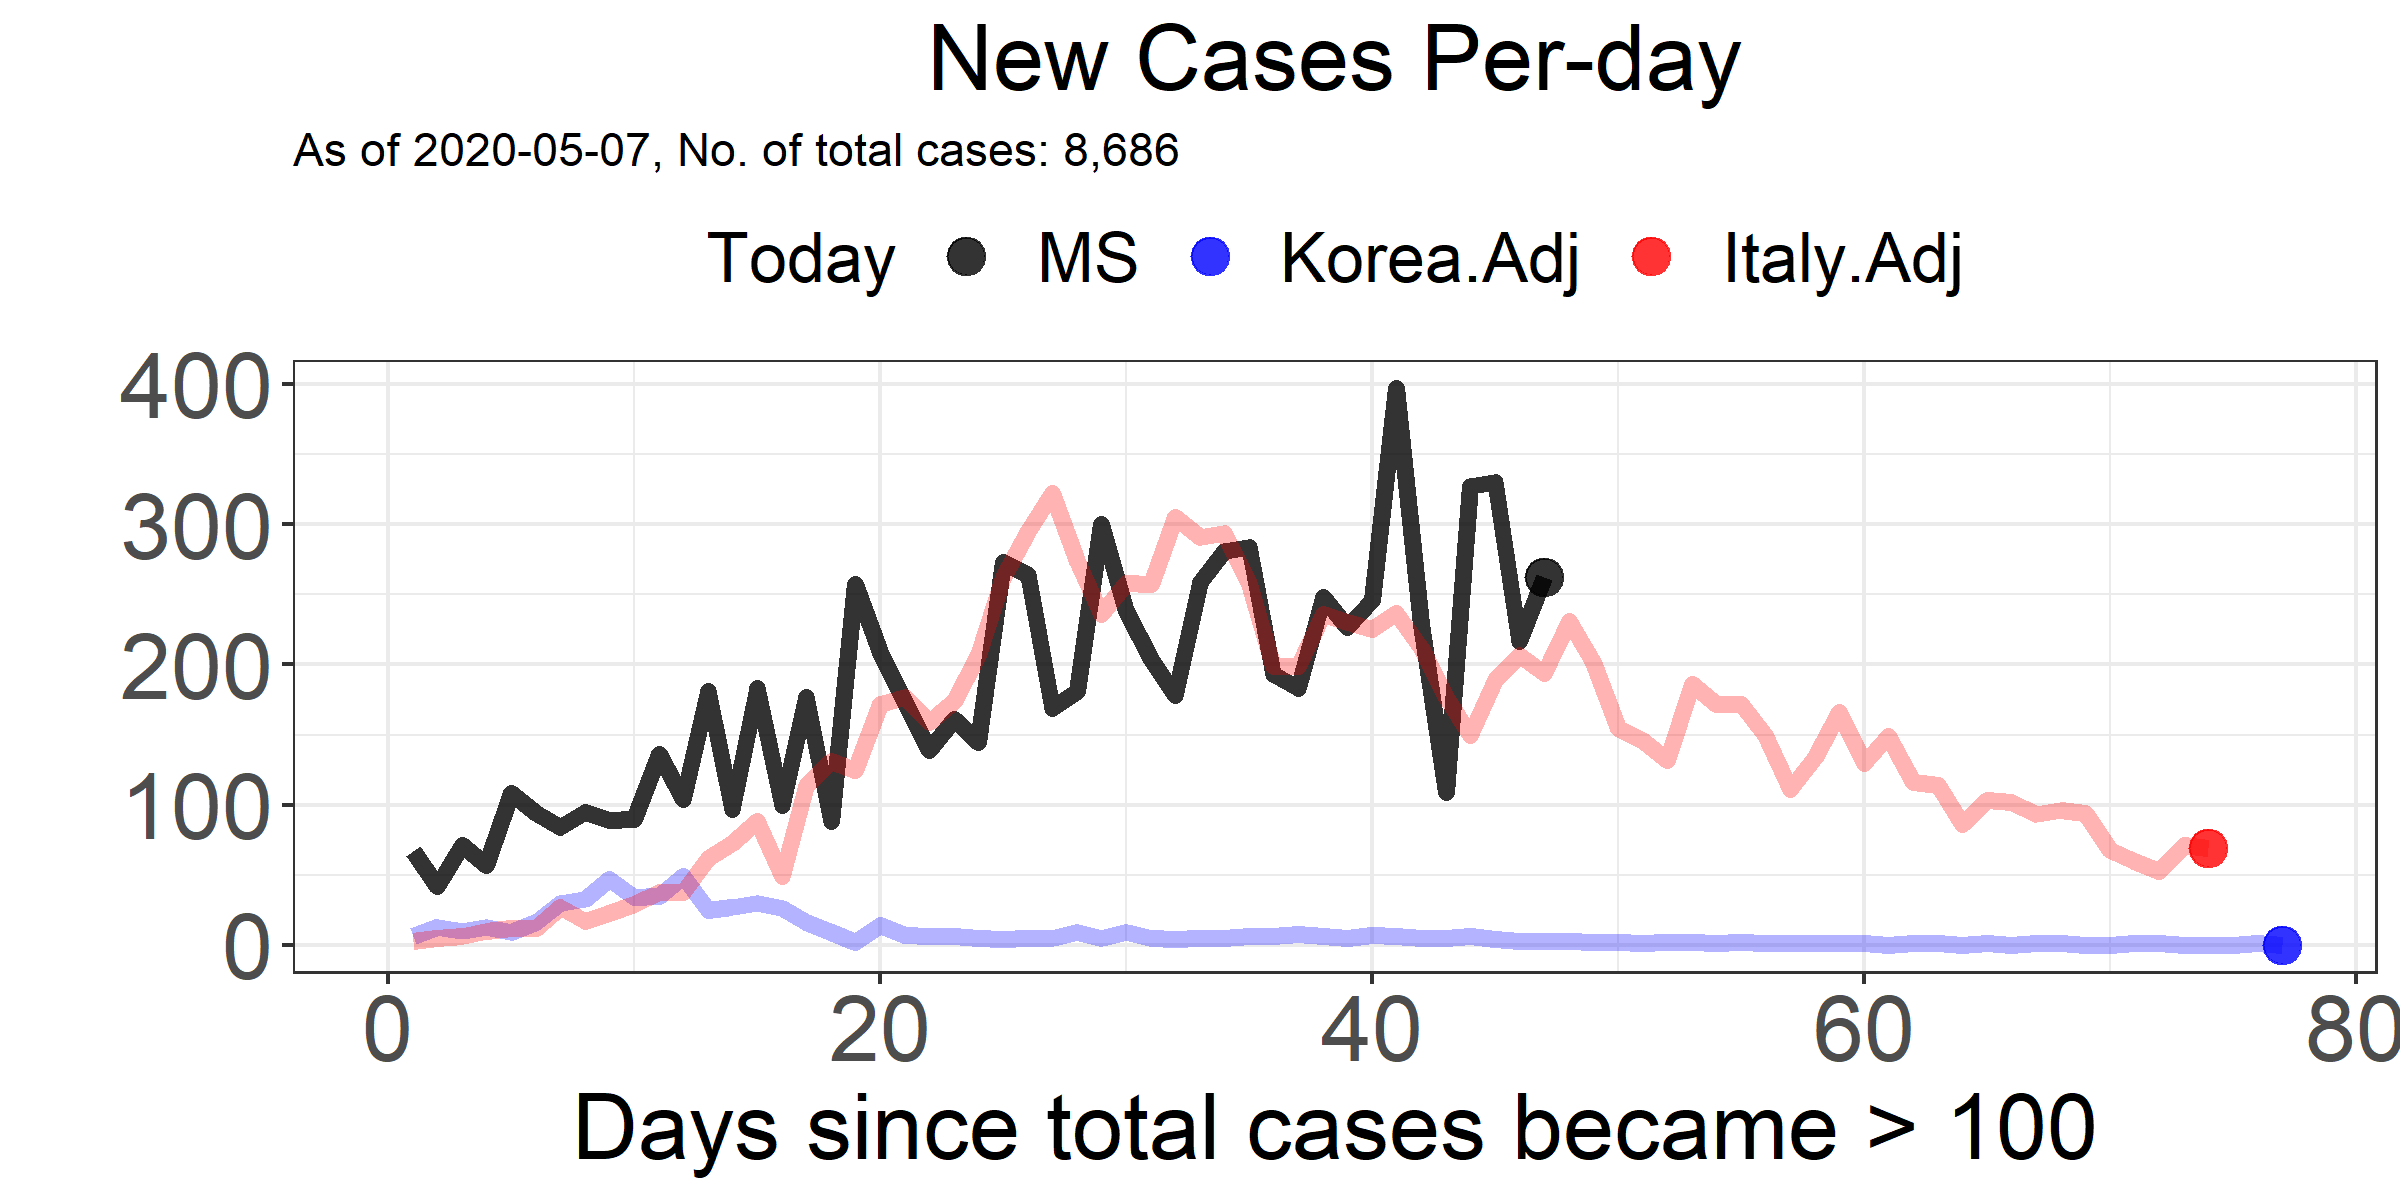 New Cases Per-day
As of 2020-05-07, No. of total cases: 8,686
Today MS Korea.Adj Italy.Adj
400
300
200
100
0
0 20 40 60 80
Days since total cases became > 100